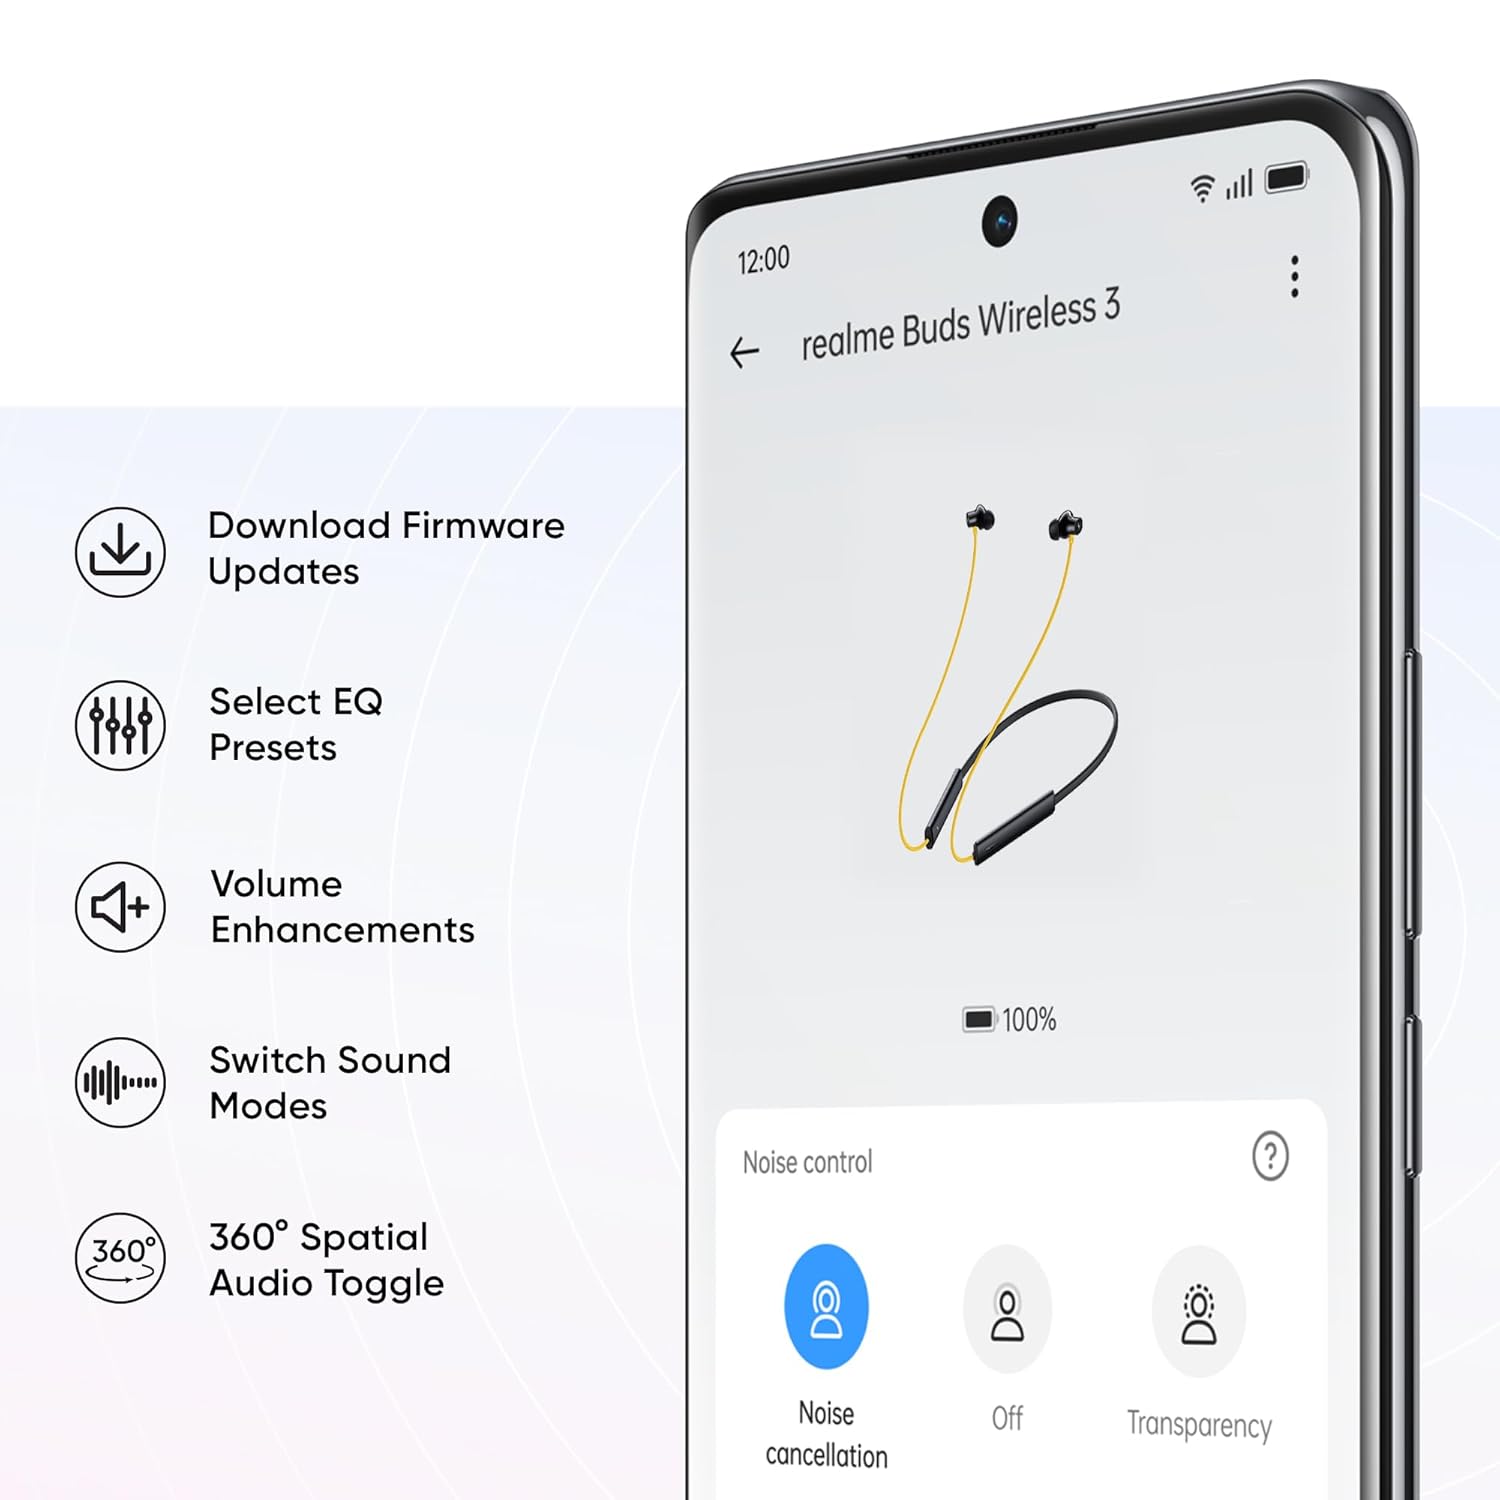 Download Firmware
Updates
Select EQ
Presets
Volume
Enhancements
Switch Sound
Modes
360°
360° Spatial
Audio Toggle
12:00
realme Buds Wireless 3
100%
Noise control
?
Noise
cancellation
Off
Transparency